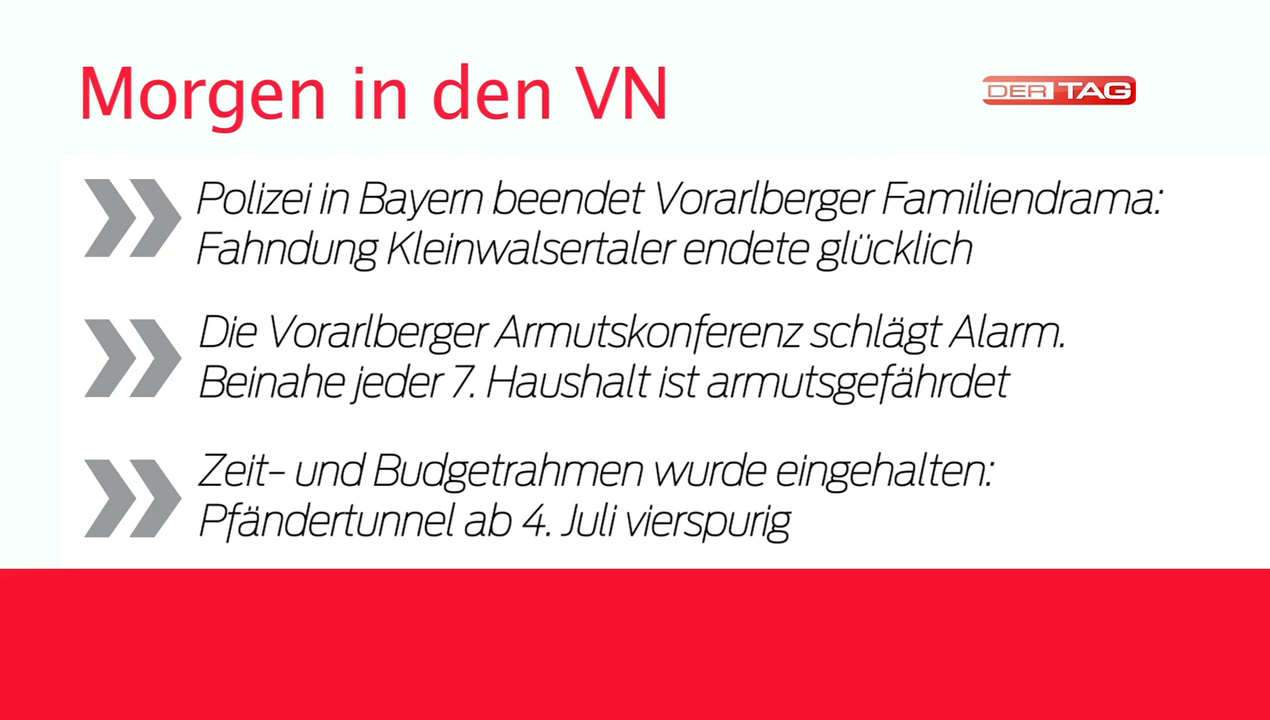 Morgen in den VN
DER TAG
Polizei in Bayern beendet Vorarlberger Familiendrama:
Fahndung Kleinwalsertaler endete glücklich
Die Vorarlberger Armutskonferenz schlägt Alarm.
Beinahe jeder 7. Haushalt ist armutsgefährdet
Zeit- und Budgetrahmen wurde eingehalten:
Pfändertunnel ab 4. Juli vierspurig